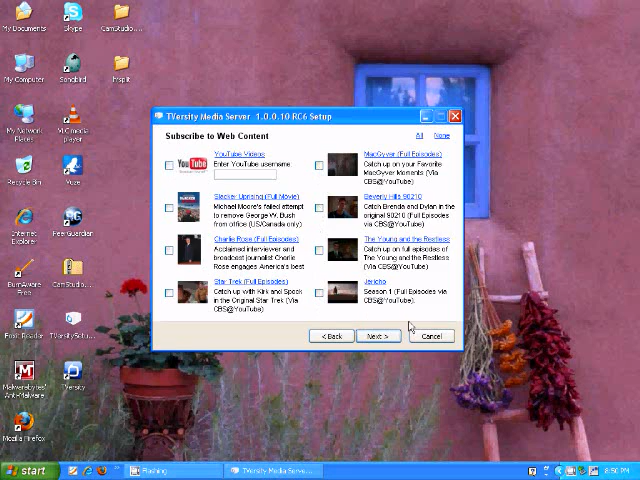 My Documents
Skype
CamStudio...
My Computer
Songbird
hrsplit
My Network Places
VLC media player
Recycle Bin
Vuze
Internet Explorer
PeerGuardian
BurnAware Free
CamStudio...
Foxit Reader
TVersitySetu...
Malwarebytes' Anti-Malware
TVersity
Mozilla Firefox
TVersity Media Server 1.0.0.10 RC6 Setup
Subscribe to Web Content
All
None
YouTube Videos
Enter YouTube username
You Tube
Slacker Uprising (Full Movie)
Michael Moore's failed attempt
to remove George W. Bush
from office (US/Canada only)
Charlie Rose (Full Episodes)
Acclaimed interviewer and
broadcast journalist Charlie
Rose engages America's best
Star Trek (Full Episodes)
Catch up with Kirk and Spock
in the Original Star Trek (Via
CBS@YouTube)
MacGyver (Full Episodes)
Catch up on your Favorite
MacGyver Moments (Via
CBS@YouTube)
Beverly Hills 90210
Catch Brenda and Dylan in the
original 90210 (Full Episodes
Via CBS@YouTube)
The Young and the Restless
Catch up on full episodes of
The Young and the Restless
(Via CBS@YouTube)
Jericho
Season 1 (Full Episodes via
CBS@YouTube).
< Back
Next >
Cancel
start
Flashing
TVersity Media Serve...
8:50 PM